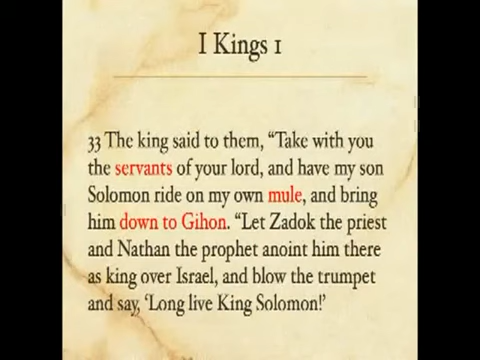 I Kings 1
33 The king said to them, “Take with you
the servants of your lord, and have my son
Solomon ride on my own mule, and bring
him down to Gihon. “Let Zadok the priest
and Nathan the prophet anoint him there
as king over Israel, and blow the trumpet
and say, ‘Long live King Solomon!’